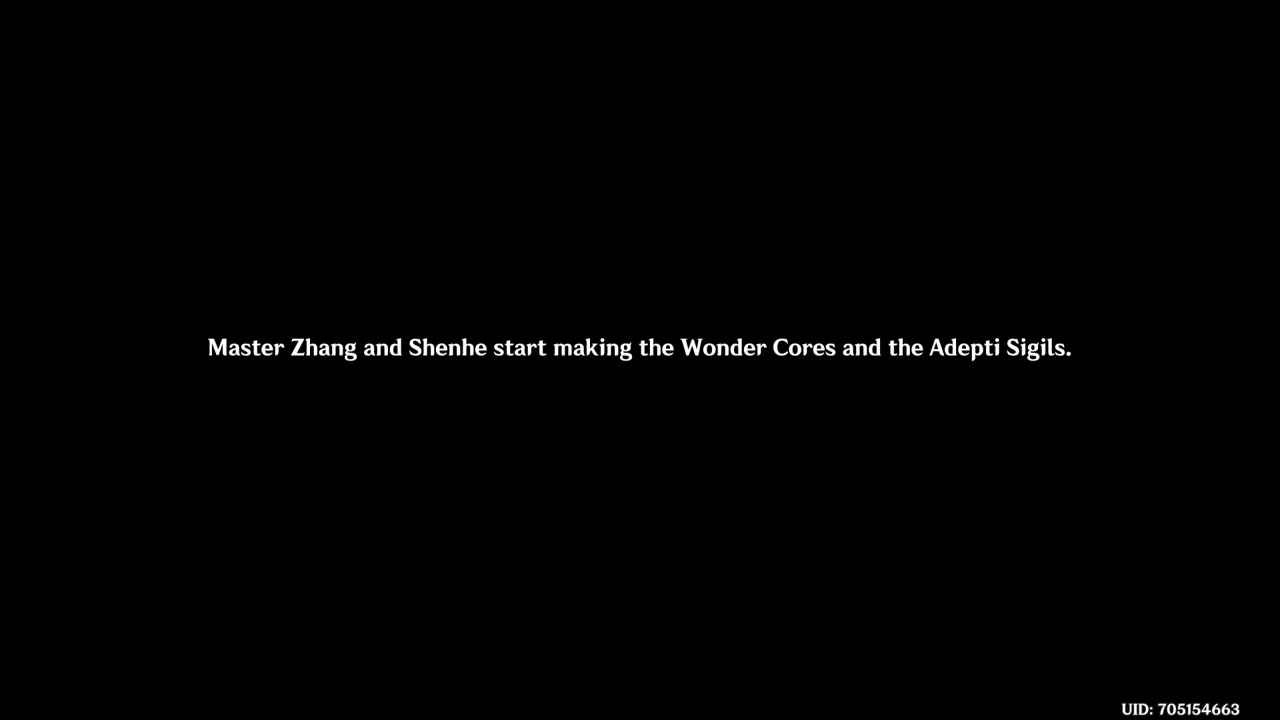 Master Zhang and Shenhe start making the Wonder Cores and the Adepti Sigils.
UID: 705154663